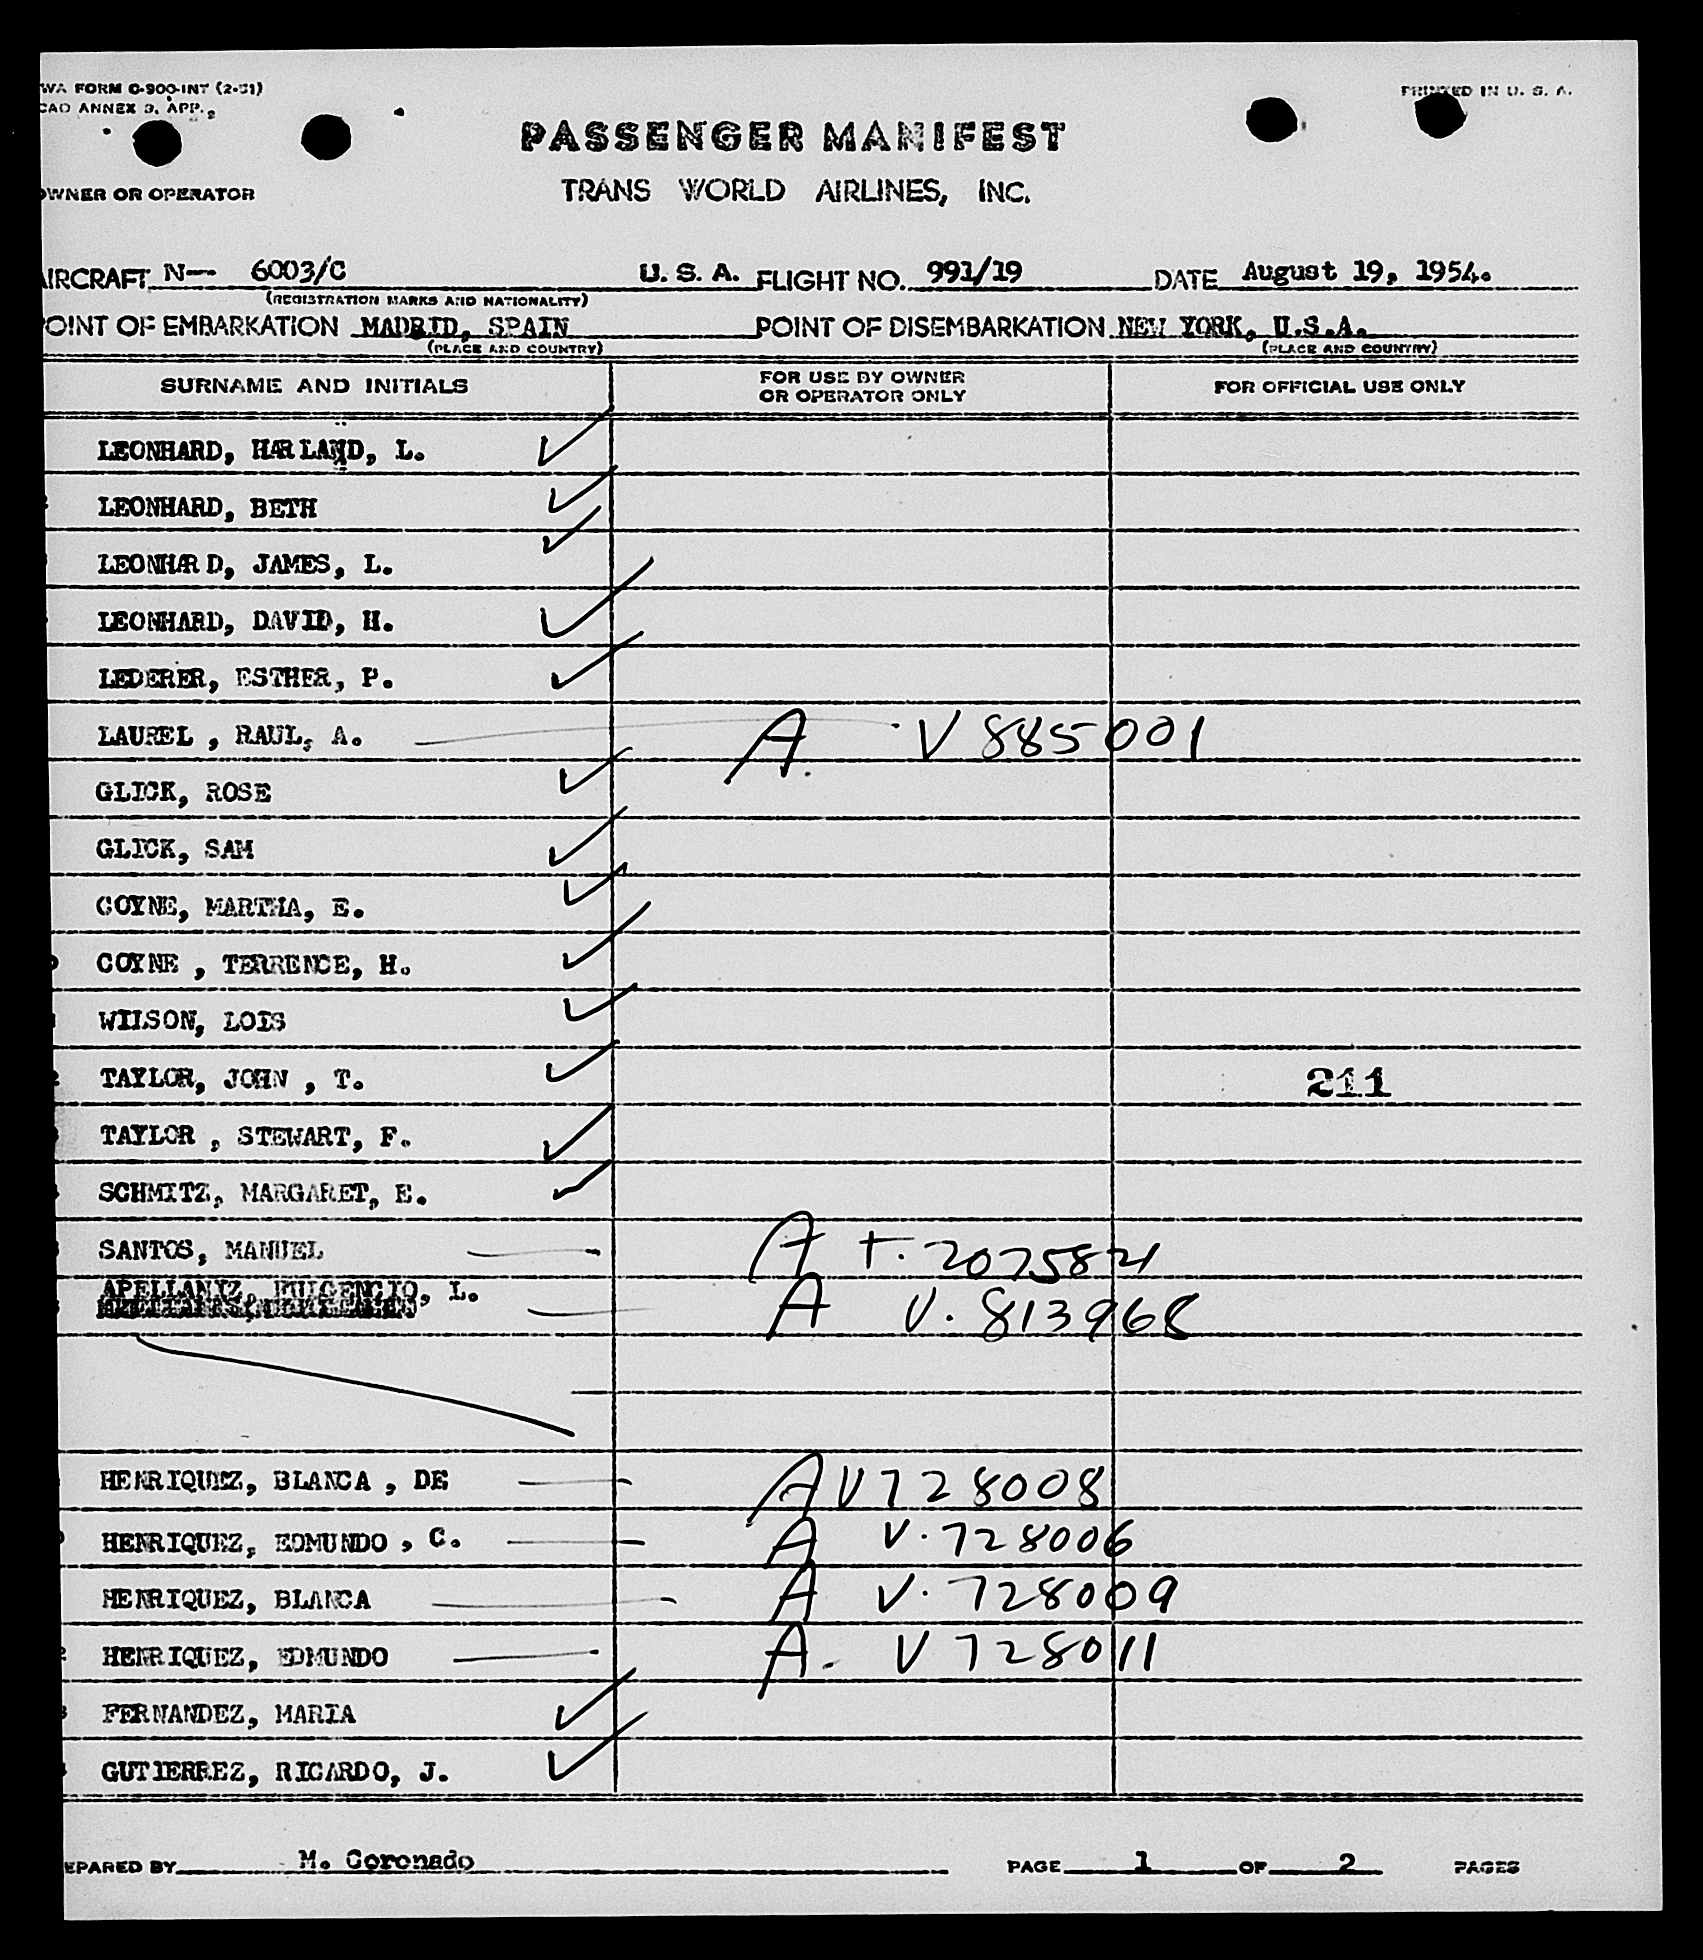 WA FORM O-900-INT (2-51)
CAO ANNEX 9, APP.
PRINTED IN U. S. A.
PASSENGER MANIFEST
OWNER OR OPERATOR
TRANS WORLD AIRLINES, INC.
AIRCRAFT N— 6003/C U. S. A. FLIGHT NO. 991/19 DATE August 19, 1954.
(REGISTRATION MARKS AND NATIONALITY)
POINT OF EMBARKATION MADRID, SPAIN POINT OF DISEMBARKATION NEW YORK, U.S.A.
(PLACE AND COUNTRY) (PLACE AND COUNTRY)
SURNAME AND INITIALS FOR USE BY OWNER OR OPERATOR ONLY FOR OFFICIAL USE ONLY
LEONHARD, HARLAND, L.
LEONHARD, BETH
LEONHARD, JAMES, L.
LEONHARD, DAVID, H.
LEDERER, ESTHER, P.
LAUREL , RAUL, A. A. V 885001
GLICK, ROSE
GLICK, SAM
COYNE, MARTHA, E.
COYNE , TERRENCE, H.
WILSON, LOIS
TAYLOR, JOHN , T. 211
TAYLOR , STEWART, F.
SCHMITZ, MARGARET, E.
SANTOS, MANUEL A T. 2075821
APELLANIZ, FULGENCIO, L. A V. 813968
HENRIQUEZ, BLANCA , DE A V728008
HENRIQUEZ, EDMUNDO , C. A V. 728006
HENRIQUEZ, BLANCA A V. 728009
HENRIQUEZ, EDMUNDO A. V 728011
FERNANDEZ, MARIA
GUTIERREZ, RICARDO, J.
EPARED BY M. Coronado PAGE 1 OF 2 PAGES